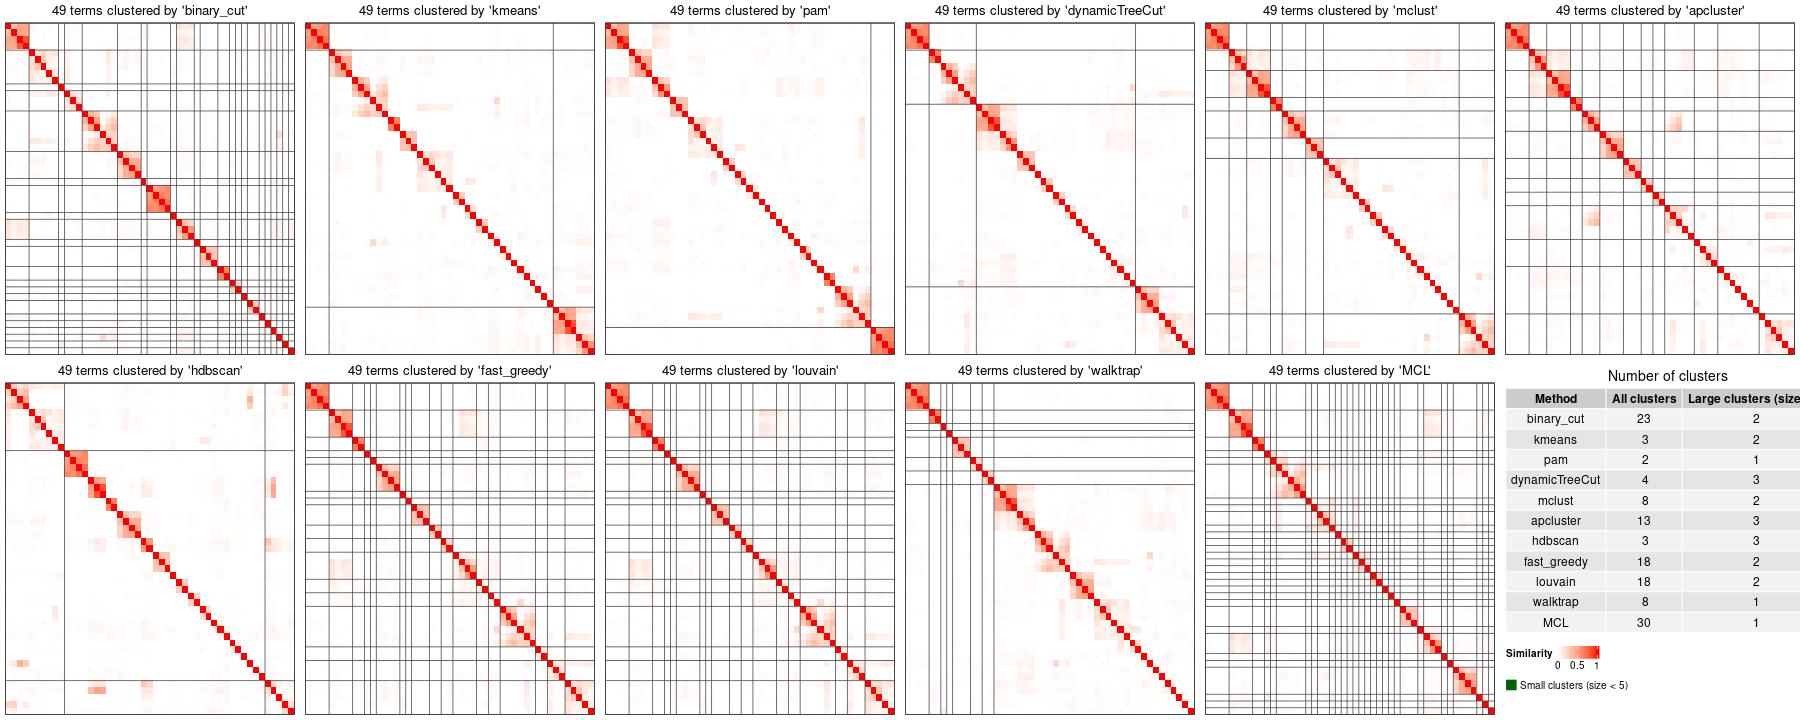 49 terms clustered by 'binary_cut'
49 terms clustered by 'kmeans'
49 terms clustered by 'pam'
49 terms clustered by 'dynamicTreeCut'
49 terms clustered by 'mclust'
49 terms clustered by 'apcluster'
49 terms clustered by 'hdbscan'
49 terms clustered by 'fast_greedy'
49 terms clustered by 'louvain'
49 terms clustered by 'walktrap'
49 terms clustered by 'MCL'
Number of clusters
Method All clusters Large clusters (size
binary_cut 23 2
kmeans 3 2
pam 2 1
dynamicTreeCut 4 3
mclust 8 2
apcluster 13 3
hdbscan 3 3
fast_greedy 18 2
louvain 18 2
walktrap 8 1
MCL 30 1
Similarity
0 0.5 1
Small clusters (size < 5)